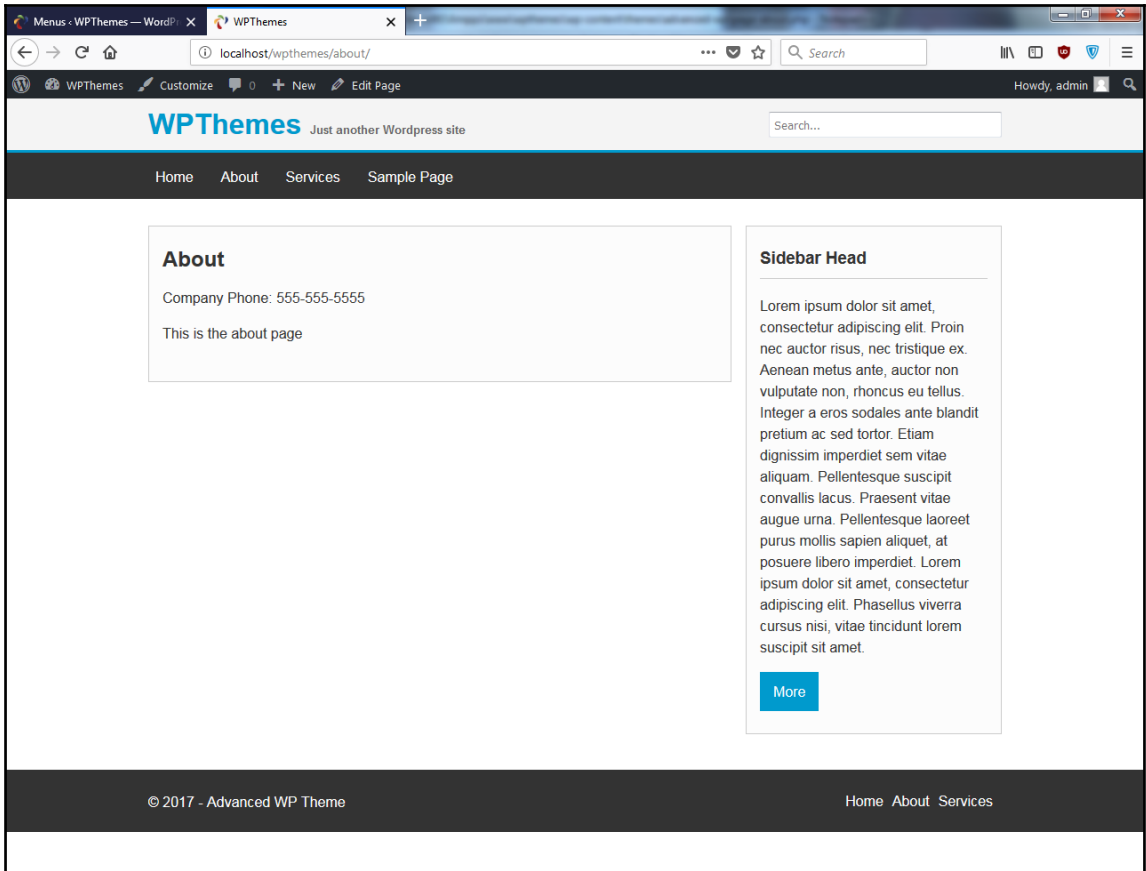 Menus ‹ WPThemes — WordPr
WPThemes
localhost/wpthemes/about/
Search
WPThemes Customize 0 New Edit Page
Howdy, admin
WPThemes Just another Wordpress site
Search...
Home About Services Sample Page
About
Company Phone: 555-555-5555
This is the about page
Sidebar Head
Lorem ipsum dolor sit amet,
consectetur adipiscing elit. Proin
nec auctor risus, nec tristique ex.
Aenean metus ante, auctor non
vulputate non, rhoncus eu tellus.
Integer a eros sodales ante blandit
pretium ac sed tortor. Etiam
dignissim imperdiet sem vitae
aliquam. Pellentesque suscipit
convallis lacus. Praesent vitae
augue urna. Pellentesque laoreet
purus mollis sapien aliquet, at
posuere libero imperdiet. Lorem
ipsum dolor sit amet, consectetur
adipiscing elit. Phasellus viverra
cursus nisi, vitae tincidunt lorem
suscipit sit amet.
More
© 2017 - Advanced WP Theme
Home About Services